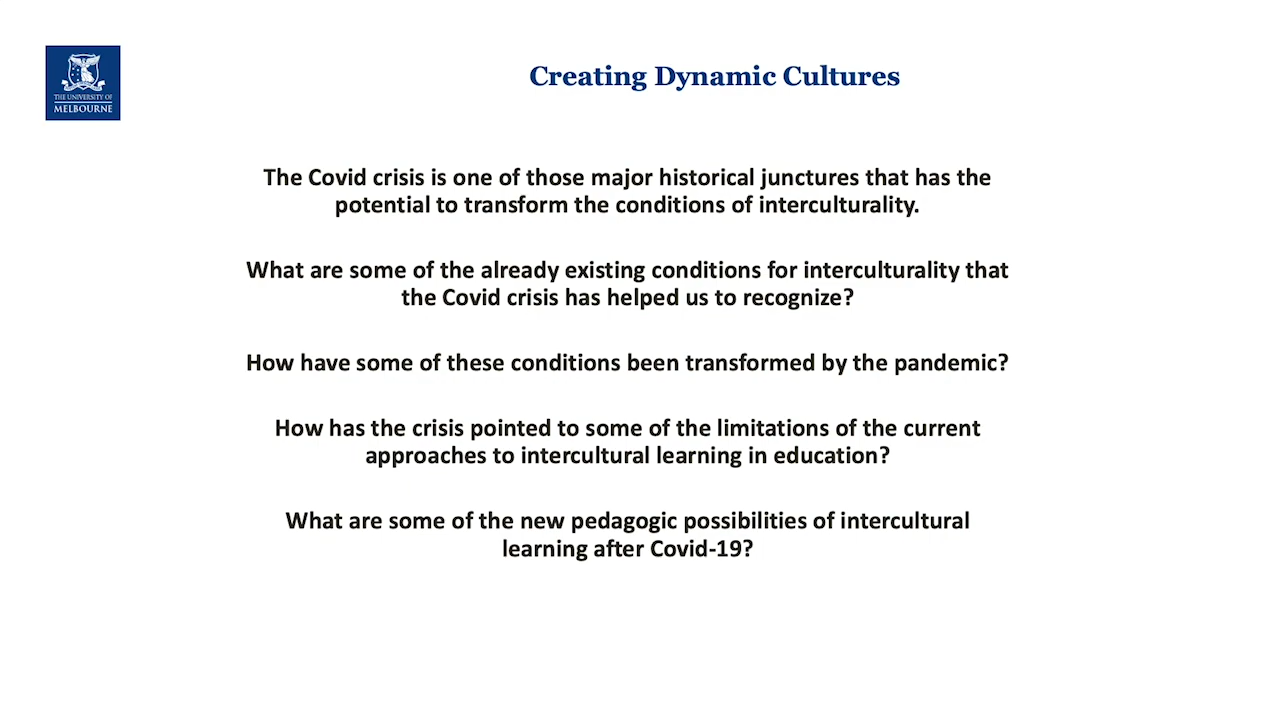 THE UNIVERSITY OF
MELBOURNE
Creating Dynamic Cultures
The Covid crisis is one of those major historical junctures that has the
potential to transform the conditions of interculturality.
What are some of the already existing conditions for interculturality that
the Covid crisis has helped us to recognize?
How have some of these conditions been transformed by the pandemic?
How has the crisis pointed to some of the limitations of the current
approaches to intercultural learning in education?
What are some of the new pedagogic possibilities of intercultural
learning after Covid-19?